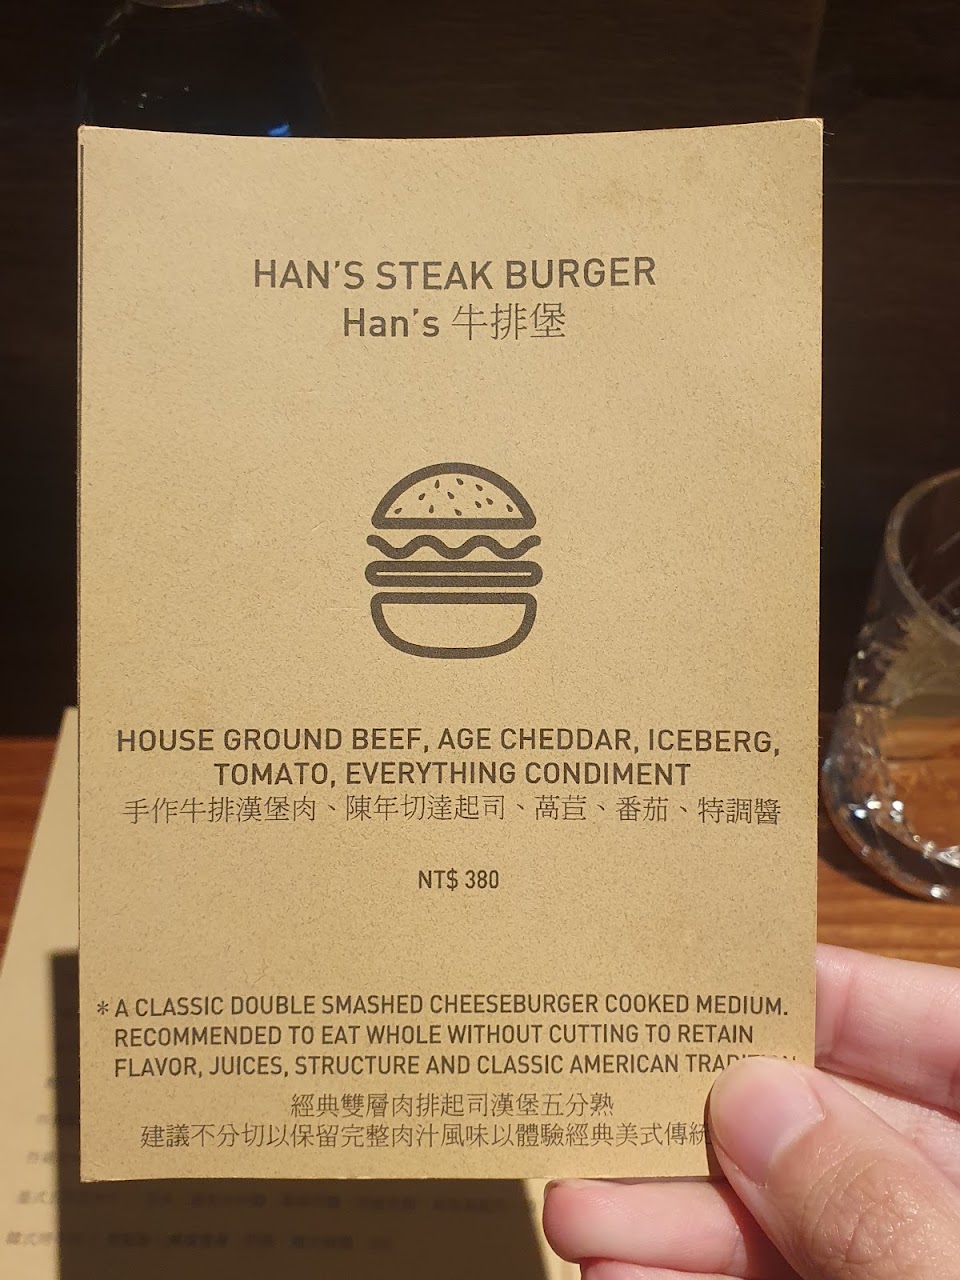 HAN'S STEAK BURGER
Han's 牛排堡
HOUSE GROUND BEEF, AGE CHEDDAR, ICEBERG,
TOMATO, EVERYTHING CONDIMENT
手作牛排漢堡肉、陳年切達起司、萵苣、番茄、特調醬
NT$ 380
* A CLASSIC DOUBLE SMASHED CHEESEBURGER COOKED MEDIUM.
RECOMMENDED TO EAT WHOLE WITHOUT CUTTING TO RETAIN
FLAVOR, JUICES, STRUCTURE AND CLASSIC AMERICAN
經典雙層肉排起司漢堡五分熟
建議不分切以保留完整肉汁風味以體驗經典美式傳統